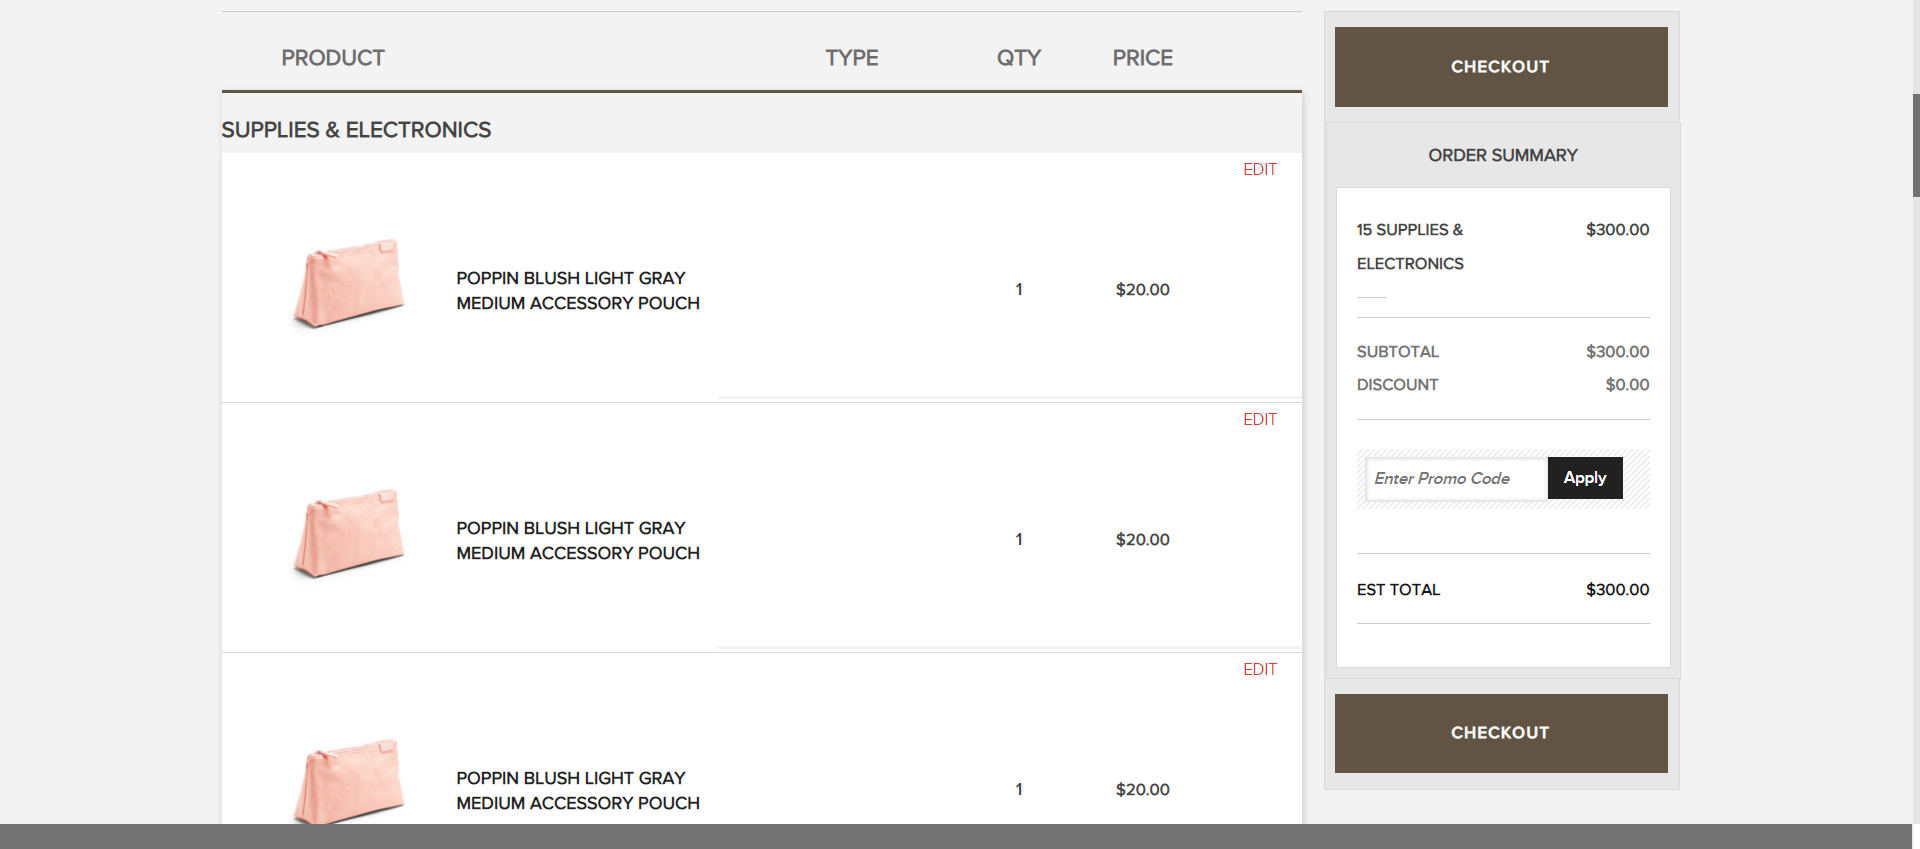 PRODUCT TYPE QTY PRICE
SUPPLIES & ELECTRONICS
EDIT
POPPIN BLUSH LIGHT GRAY
MEDIUM ACCESSORY POUCH
1 $20.00
EDIT
POPPIN BLUSH LIGHT GRAY
MEDIUM ACCESSORY POUCH
1 $20.00
EDIT
POPPIN BLUSH LIGHT GRAY
MEDIUM ACCESSORY POUCH
1 $20.00
CHECKOUT
ORDER SUMMARY
15 SUPPLIES & $300.00
ELECTRONICS
SUBTOTAL $300.00
DISCOUNT $0.00
Enter Promo Code Apply
EST TOTAL $300.00
CHECKOUT